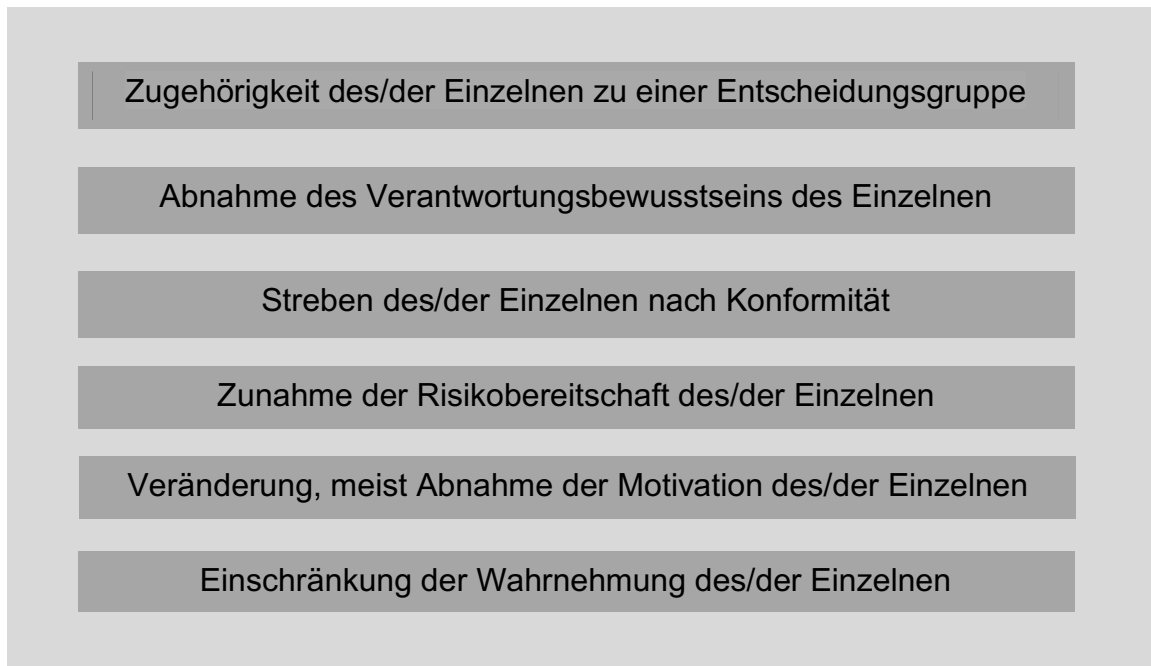 Zugehörigkeit des/der Einzelnen zu einer Entscheidungsgruppe
Abnahme des Verantwortungsbewusstseins des Einzelnen
Streben des/der Einzelnen nach Konformität
Zunahme der Risikobereitschaft des/der Einzelnen
Veränderung, meist Abnahme der Motivation des/der Einzelnen
Einschränkung der Wahrnehmung des/der Einzelnen